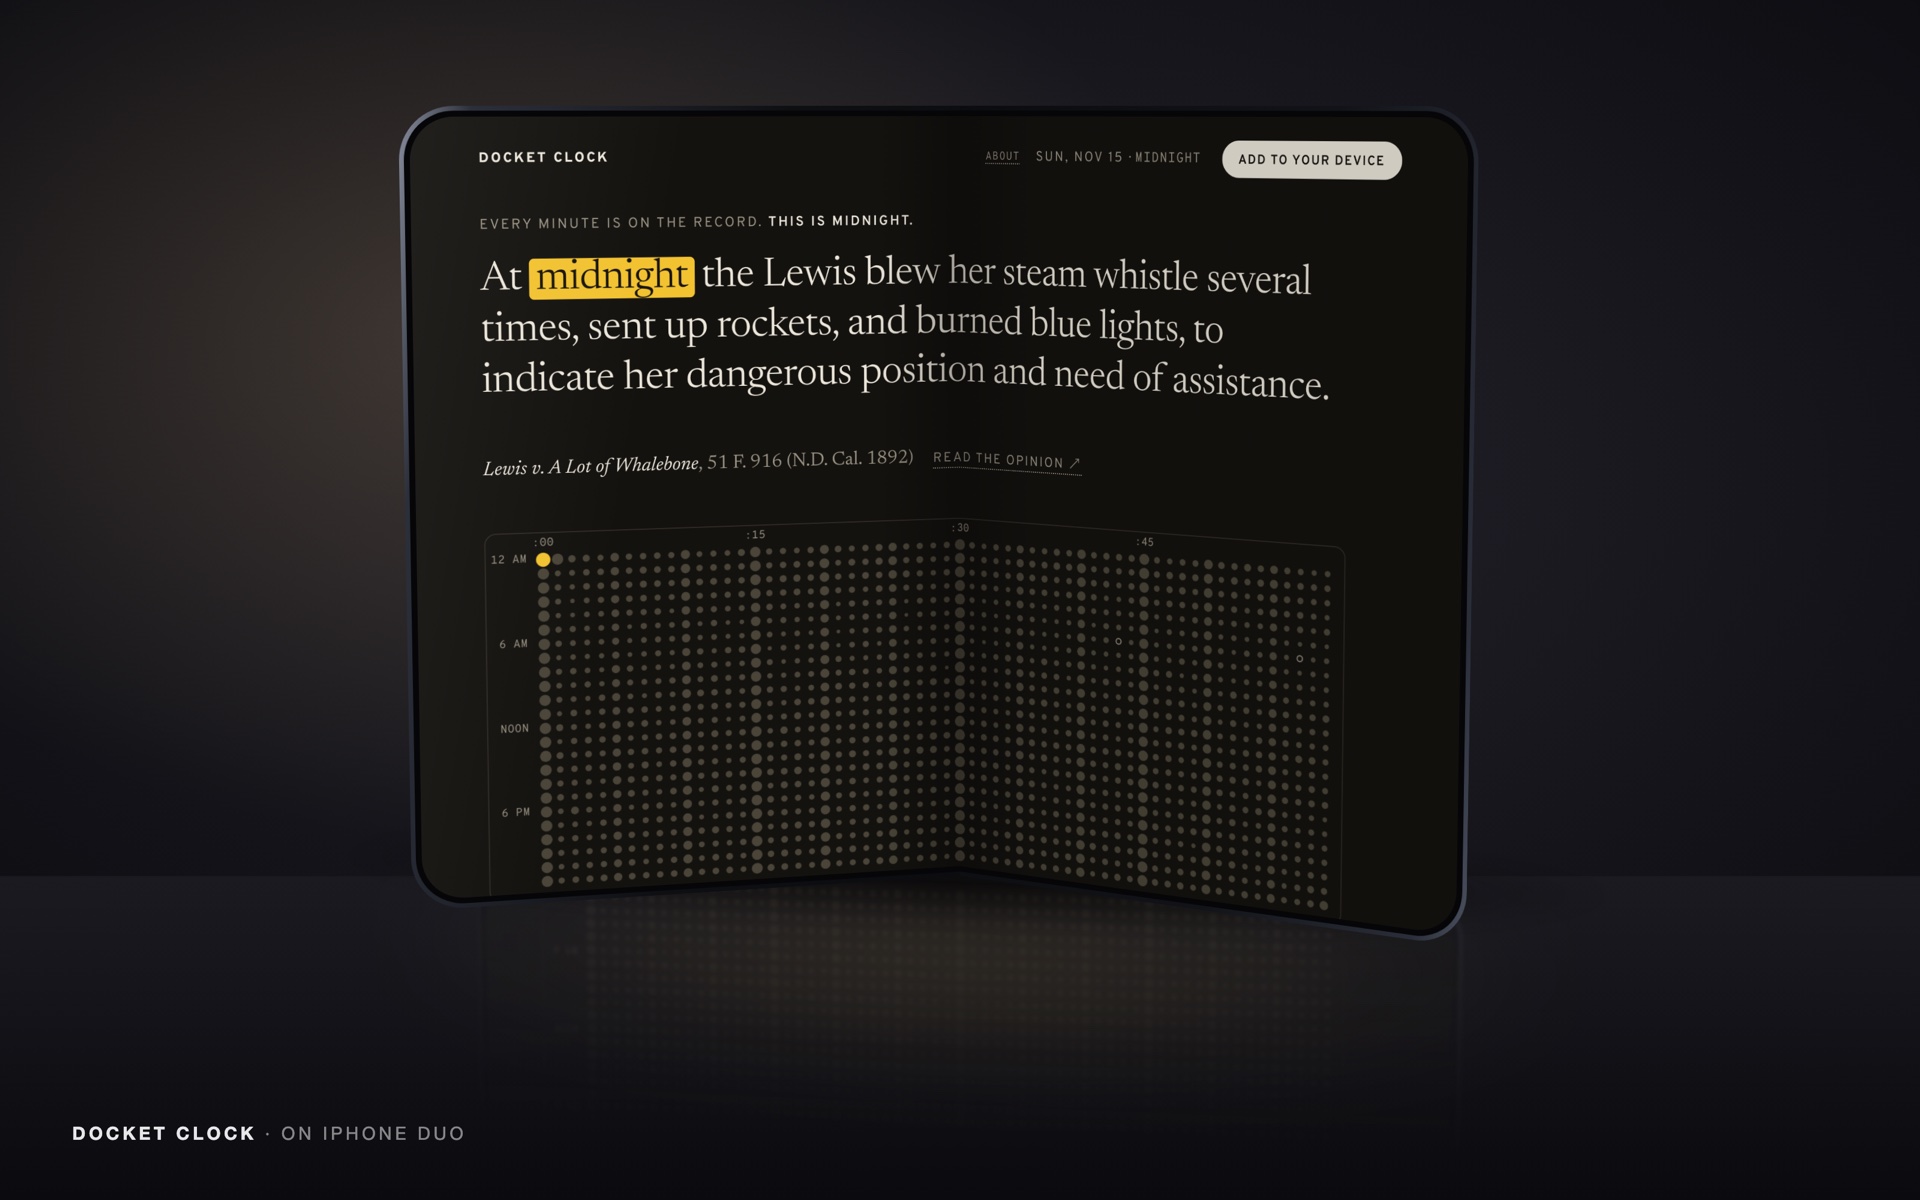 DOCKET CLOCK
ABOUT SUN, NOV 15 · MIDNIGHT ADD TO YOUR DEVICE
EVERY MINUTE IS ON THE RECORD. THIS IS MIDNIGHT.
At midnight the Lewis blew her steam whistle several
times, sent up rockets, and burned blue lights, to
indicate her dangerous position and need of assistance.
Lewis v. A Lot of Whalebone, 51 F. 916 (N.D. Cal. 1892) READ THE OPINION ↗
:00 :15 :30 :45
12 AM
6 AM
NOON
6 PM
DOCKET CLOCK · ON IPHONE DUO